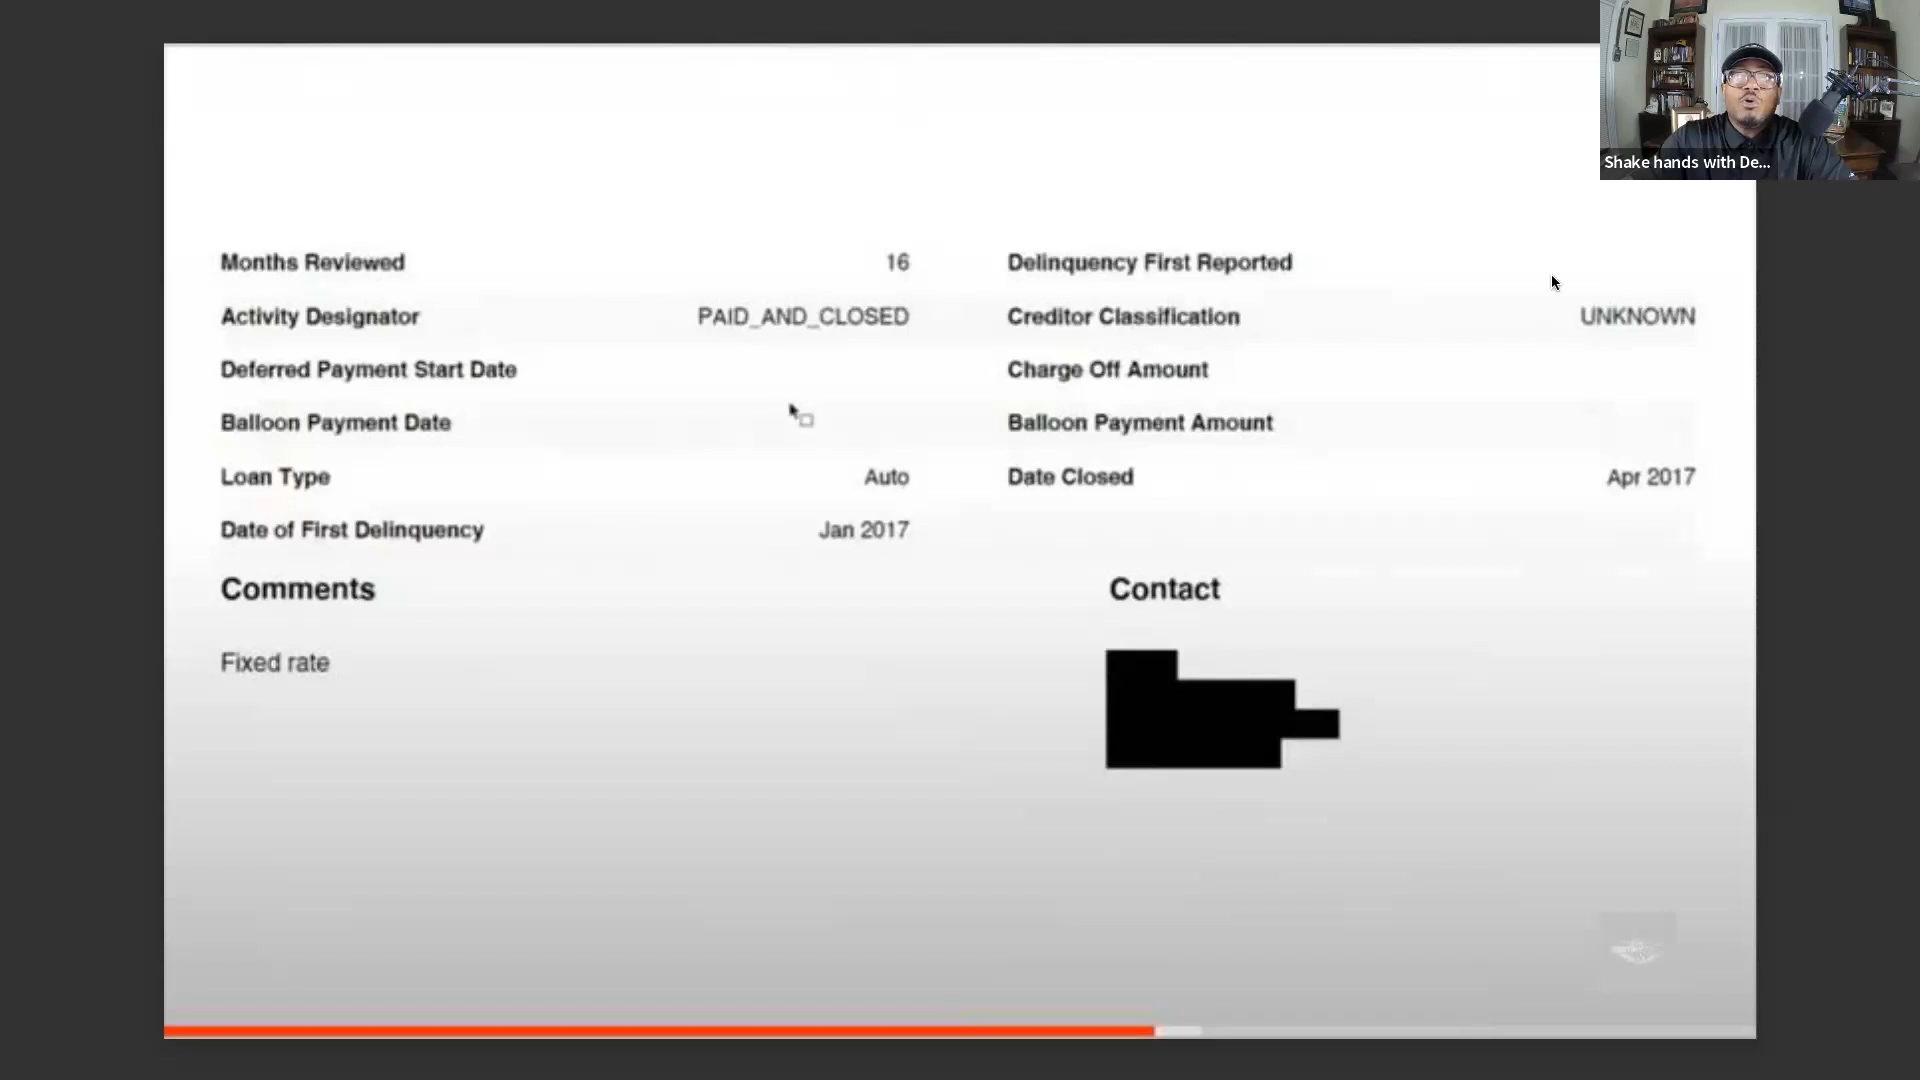 Shake hands with De...
Months Reviewed 16 Delinquency First Reported
Activity Designator PAID_AND_CLOSED Creditor Classification UNKNOWN
Deferred Payment Start Date Charge Off Amount
Balloon Payment Date Balloon Payment Amount
Loan Type Auto Date Closed Apr 2017
Date of First Delinquency Jan 2017
Comments Contact
Fixed rate